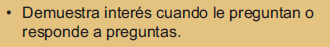 • Demuestra interés cuando le preguntan o
responde a preguntas.